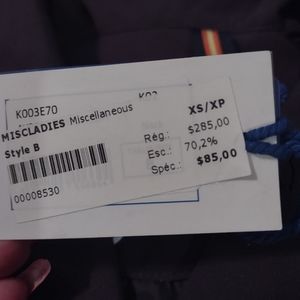 K003E70
MISCLADIES Miscellaneous
XS/XP
Style B
Rég.: $285,00
Esc.: 70,2%
Spéc.: $85,00
00008530